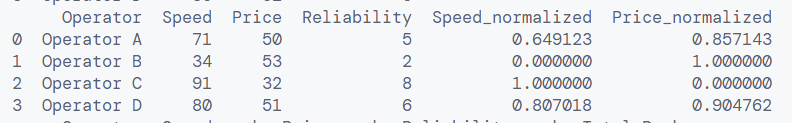 Operator Speed Price Reliability Speed_normalized Price_normalized
0 Operator A 71 50 5 0.649123 0.857143
1 Operator B 34 53 2 0.000000 1.000000
2 Operator C 91 32 8 1.000000 0.000000
3 Operator D 80 51 6 0.807018 0.904762